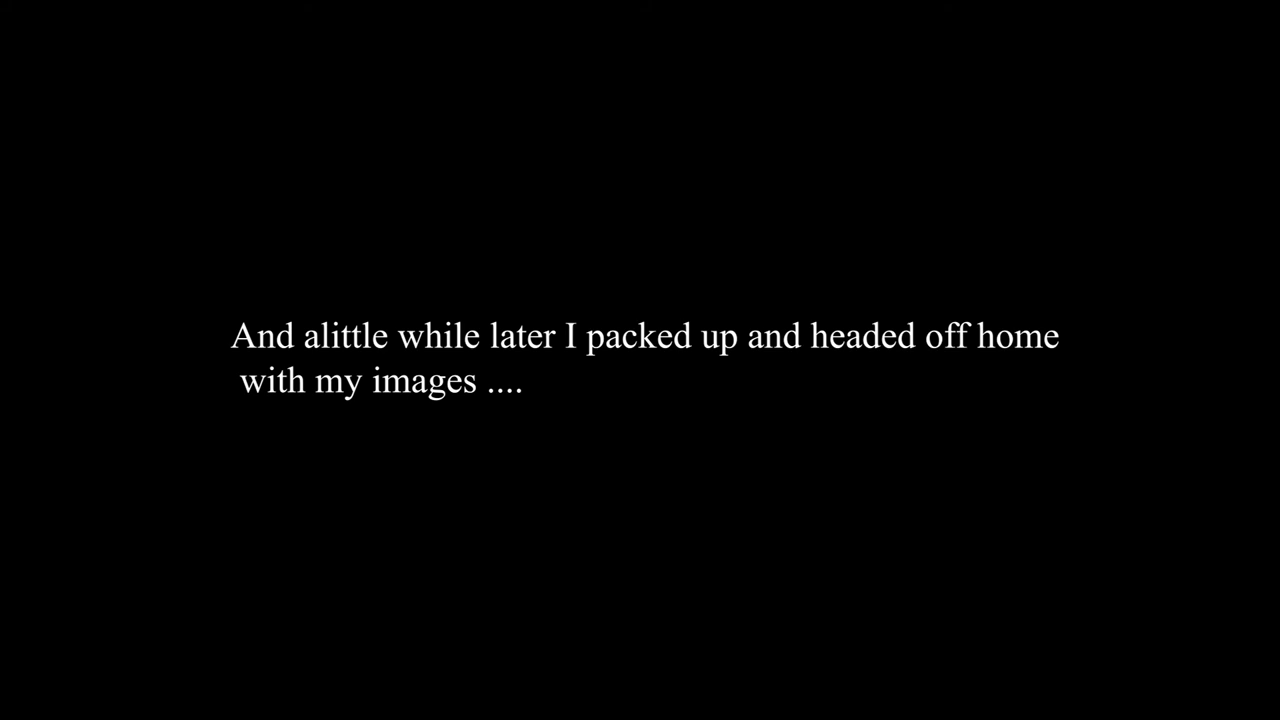 And alittle while later I packed up and headed off home
with my images ....